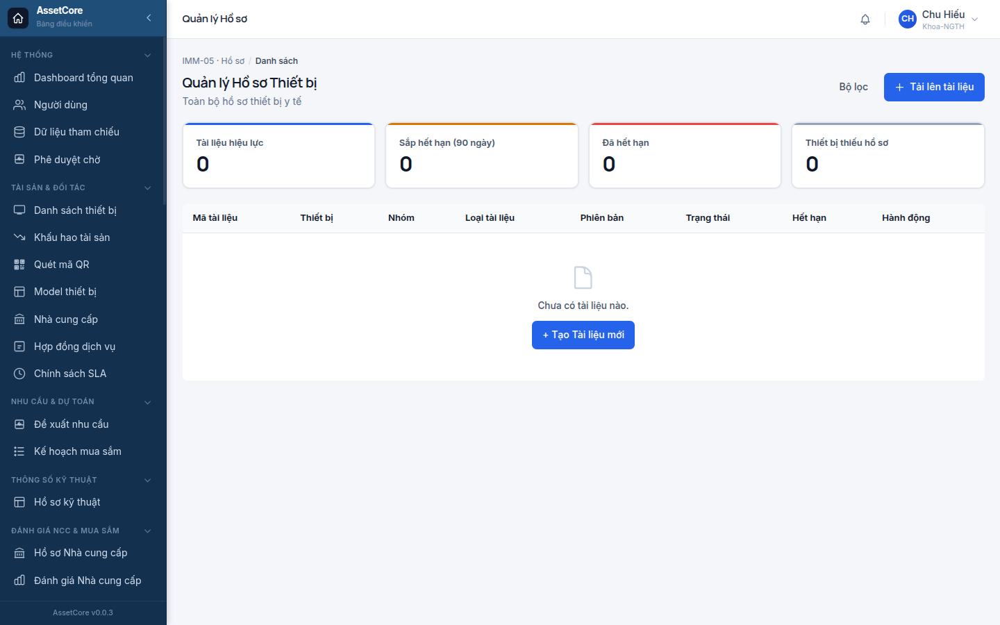 AssetCore
Bảng điều khiển
HỆ THỐNG
Dashboard tổng quan
Người dùng
Dữ liệu tham chiếu
Phê duyệt chờ
TÀI SẢN & ĐỐI TÁC
Danh sách thiết bị
Khấu hao tài sản
Quét mã QR
Model thiết bị
Nhà cung cấp
Hợp đồng dịch vụ
Chính sách SLA
NHU CẦU & DỰ TOÁN
Đề xuất nhu cầu
Kế hoạch mua sắm
THÔNG SỐ KỸ THUẬT
Hồ sơ kỹ thuật
ĐÁNH GIÁ NCC & MUA SẮM
Hồ sơ Nhà cung cấp
Đánh giá Nhà cung cấp
AssetCore v0.0.3
Quản lý Hồ sơ
CH
Chu Hiếu
Khoa-NGTH
IMM-05 · Hồ sơ / Danh sách
Quản lý Hồ sơ Thiết bị
Toàn bộ hồ sơ thiết bị y tế
Bộ lọc
Tải lên tài liệu
Tài liệu hiệu lực
0
Sắp hết hạn (90 ngày)
0
Đã hết hạn
0
Thiết bị thiếu hồ sơ
0
Mã tài liệu Thiết bị Nhóm Loại tài liệu Phiên bản Trạng thái Hết hạn Hành động
Chưa có tài liệu nào.
+ Tạo Tài liệu mới